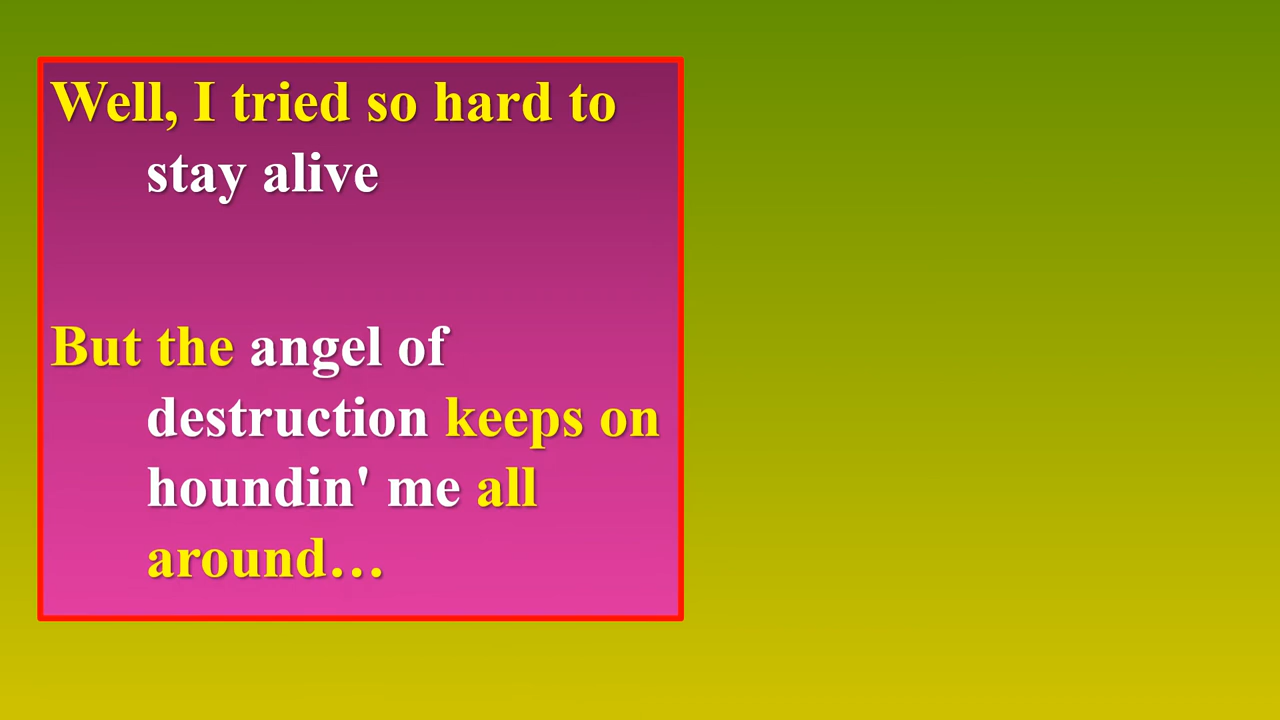 Well, I tried so hard to
stay alive
But the angel of
destruction keeps on
houndin' me all
around…